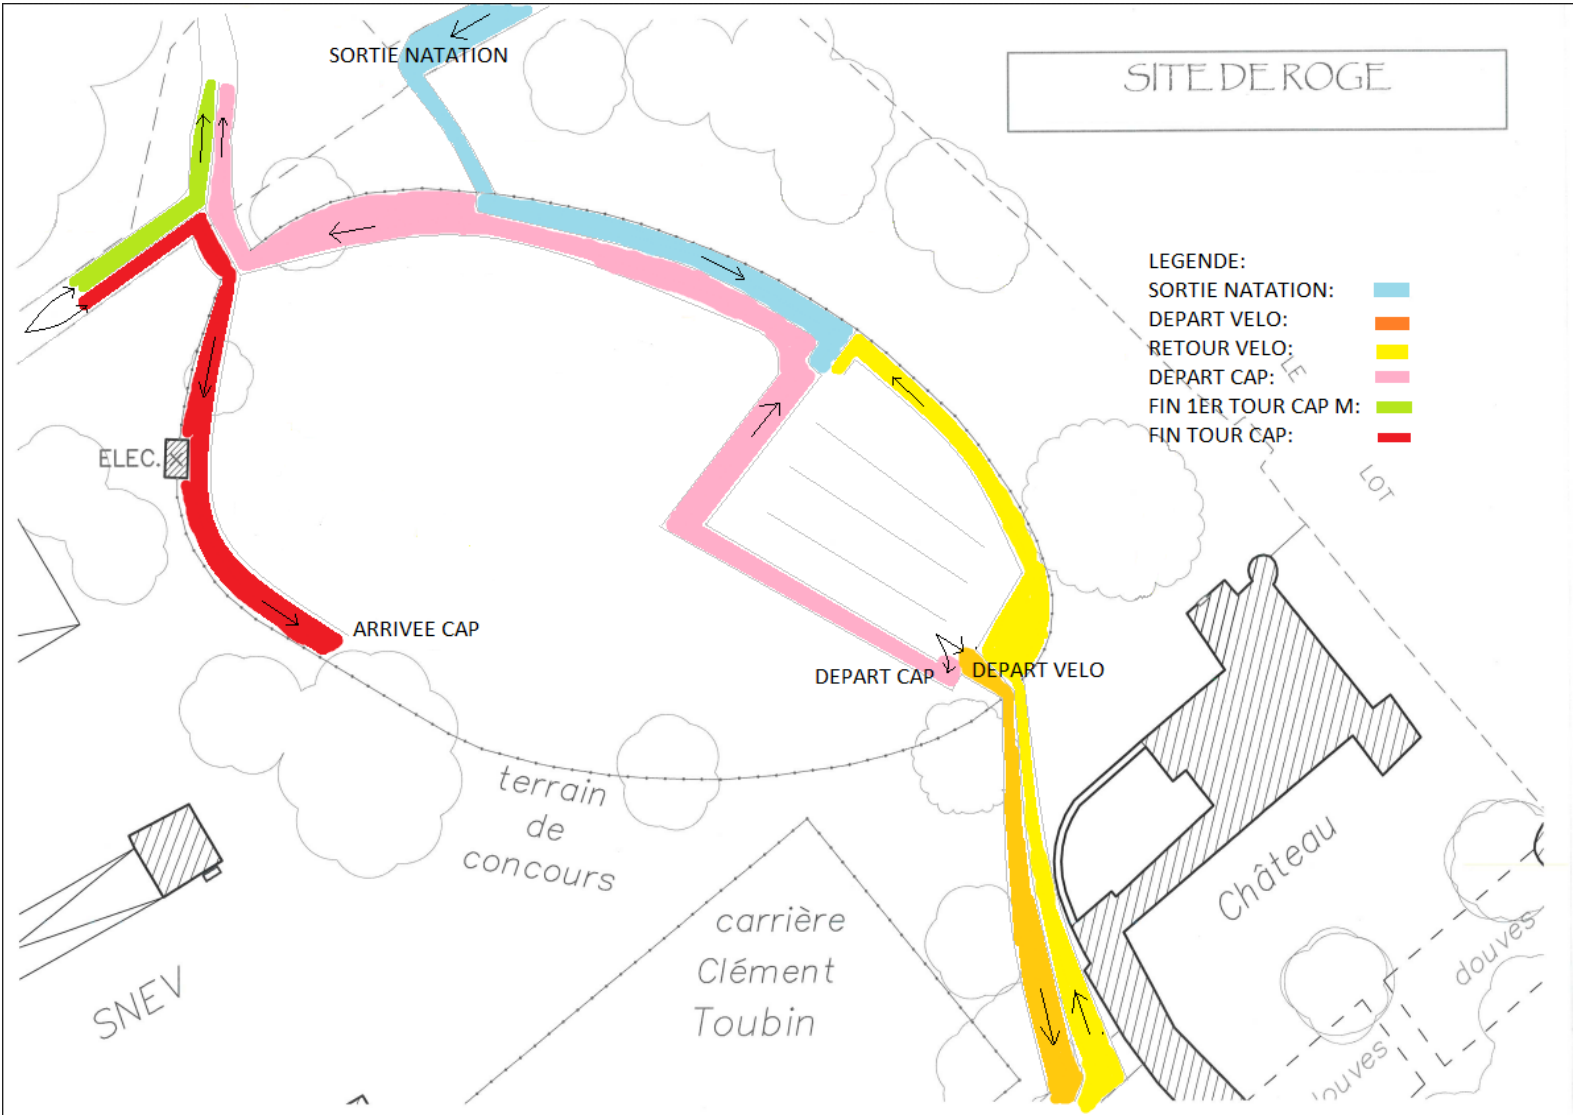 SORTIE NATATION
SITE DE ROGE
LEGENDE:
SORTIE NATATION:
DEPART VELO:
RETOUR VELO:
DEPART CAP:
FIN 1ER TOUR CAP M:
FIN TOUR CAP:
LE
LOT
ELEC.
ARRIVEE CAP
DEPART CAP
DEPART VELO
terrain
de
concours
carrière
Clément
Toubin
Château
douves
SNEV
douves